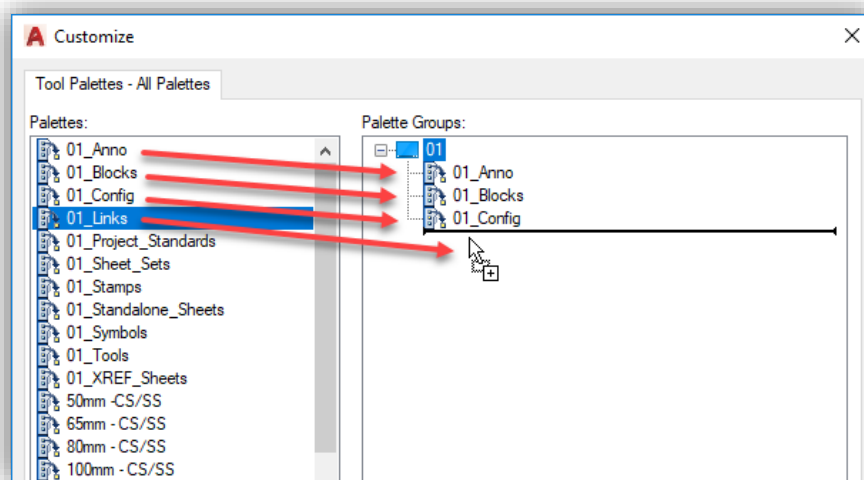 Customize
Tool Palettes - All Palettes
Palettes:
01_Anno
01_Blocks
01_Config
01_Links
01_Project_Standards
01_Sheet_Sets
01_Stamps
01_Standalone_Sheets
01_Symbols
01_Tools
01_XREF_Sheets
50mm -CS/SS
65mm - CS/SS
80mm - CS/SS
100mm - CS/SS
Palette Groups:
01
01_Anno
01_Blocks
01_Config